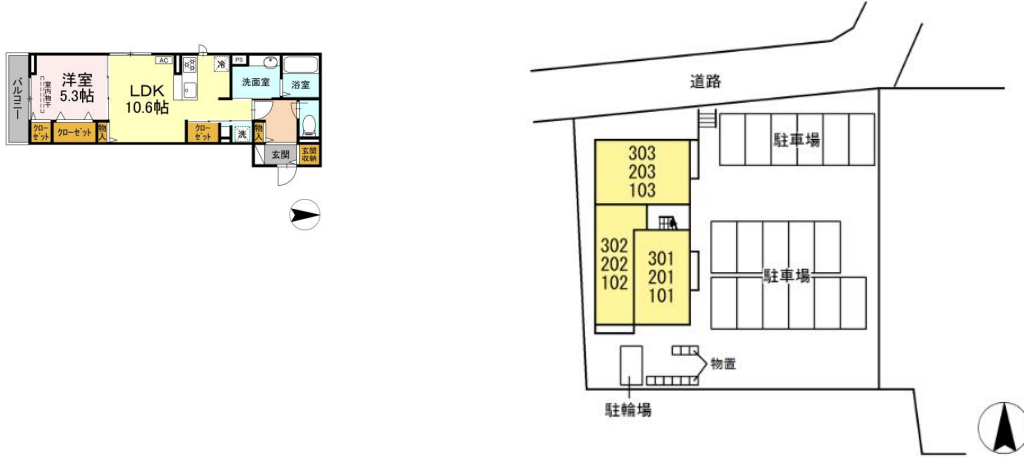 バルコニー
洋室
5.3帖
室内物干
クロー
ゼット
クローゼット
物入
LDK
10.6帖
AC
冷
クロー
ゼット
PS
洗面室
浴室
洗
物入
玄関
玄関
収納
道路
駐車場
303
203
103
302
202
102
301
201
101
駐車場
物置
駐輪場